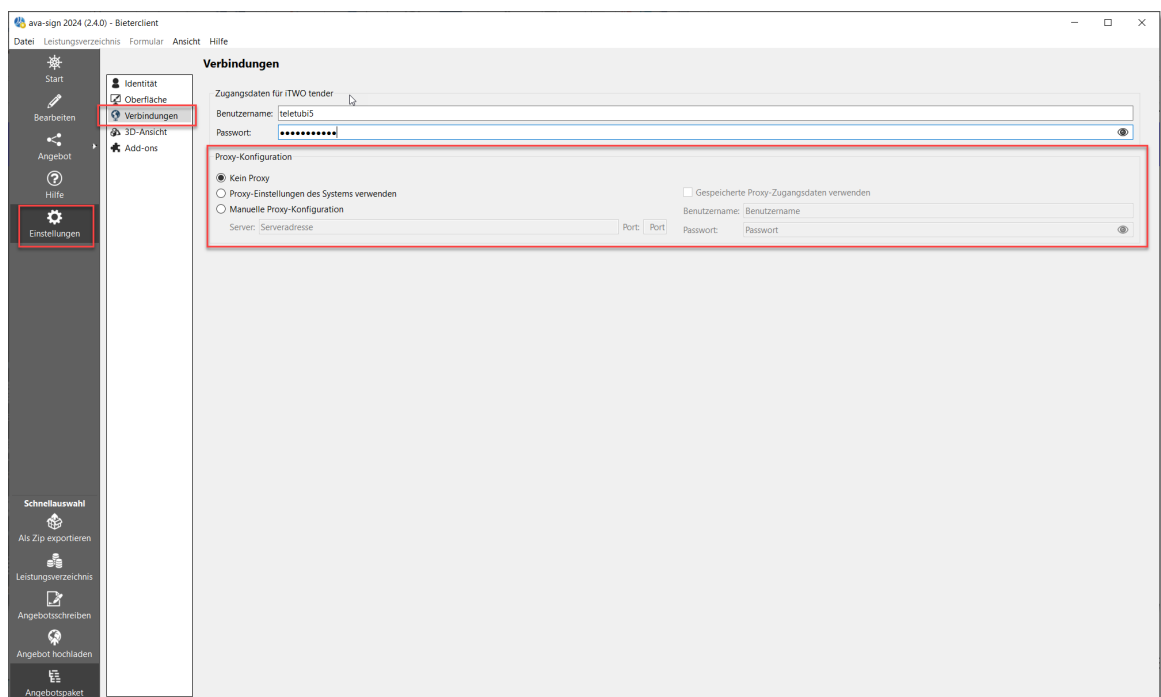 ava-sign 2024 (2.4.0) - Bieterclient
Datei Leistungsverzeichnis Formular Ansicht Hilfe
Start
Bearbeiten
Angebot
Hilfe
Einstellungen
Schnellauswahl
Als Zip exportieren
Leistungsverzeichnis
Angebotsschreiben
Angebot hochladen
Angebotspaket
Identität
Oberfläche
Verbindungen
3D-Ansicht
Add-ons
Verbindungen
Zugangsdaten für iTWO tender
Benutzername: teletubi5
Passwort: ●●●●●●●●●●●
Proxy-Konfiguration
Kein Proxy
Proxy-Einstellungen des Systems verwenden
Manuelle Proxy-Konfiguration
Server: Serveradresse Port: Port
Gespeicherte Proxy-Zugangsdaten verwenden
Benutzername: Benutzername
Passwort: Passwort